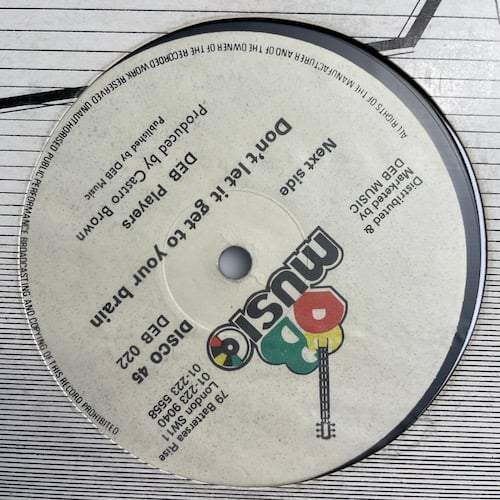 DEB
MUSIC
Distributed &
Marketed by
DEB MUSIC
79 Battersea Rise
London SW11
01-223 9040
01-223 5558
Next side
DISCO 45
DEB 022
Don't let it get to your brain
DEB Players
Produced by Castro Brown
Published by DEB Music
ALL RIGHTS OF THE MANUFACTURER AND OF THE OWNER OF THE RECORDED WORK RESERVED UNAUTHORISED PUBLIC PERFORMANCE BROADCASTING AND COPYING OF THIS RECORD PROHIBITED